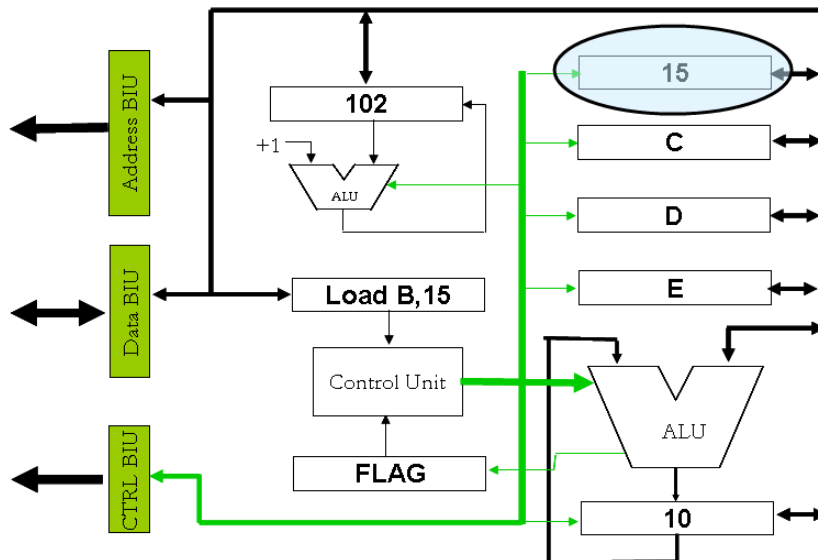 Address BIU
102
15
+1
ALU
C
D
Data BIU
Load B,15
E
Control Unit
ALU
CTRL BIU
FLAG
10